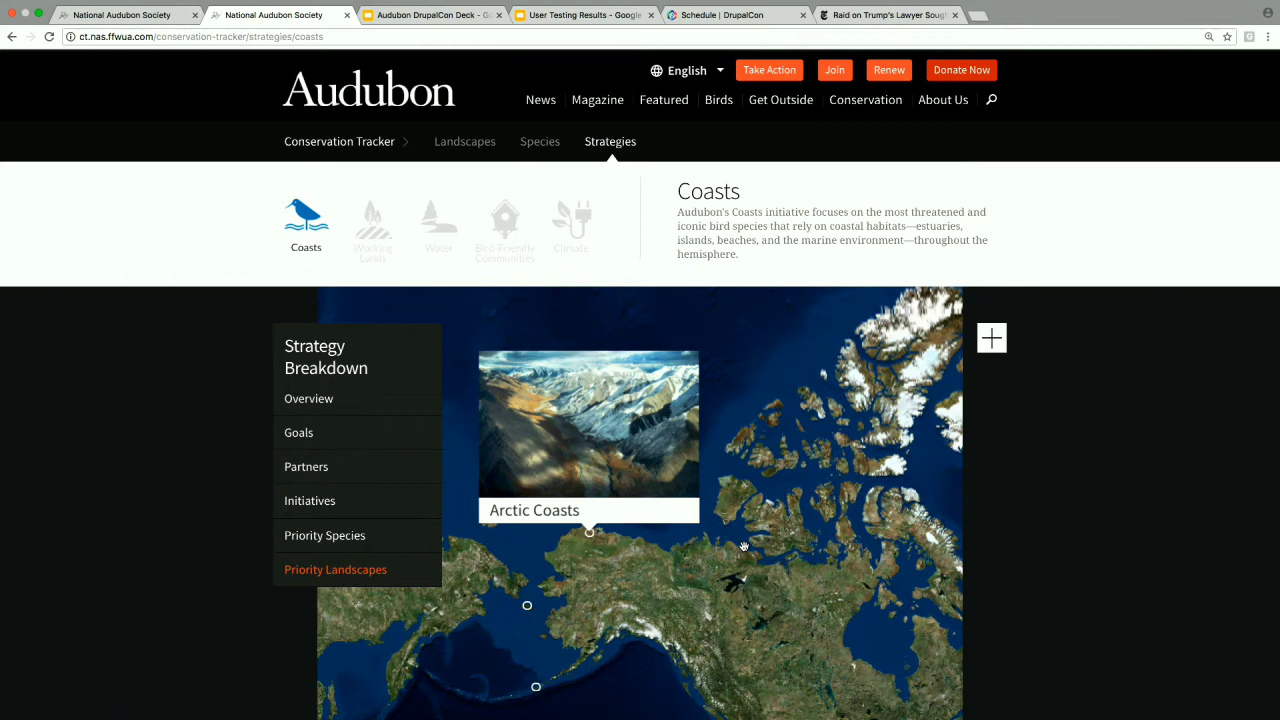 National Audubon Society
National Audubon Society
Audubon DrupalCon Deck - G
User Testing Results - Google
Schedule | DrupalCon
Raid on Trump's Lawyer Sough
ct.nas.ffwua.com/conservation-tracker/strategies/coasts
English
Take Action
Join
Renew
Donate Now
Audubon
News
Magazine
Featured
Birds
Get Outside
Conservation
About Us
Conservation Tracker
Landscapes
Species
Strategies
Coasts
Working
Lands
Water
Bird-Friendly
Communities
Climate
Coasts
Audubon's Coasts initiative focuses on the most threatened and
iconic bird species that rely on coastal habitats—estuaries,
islands, beaches, and the marine environment—throughout the
hemisphere.
Strategy
Breakdown
Overview
Goals
Partners
Initiatives
Priority Species
Priority Landscapes
Arctic Coasts